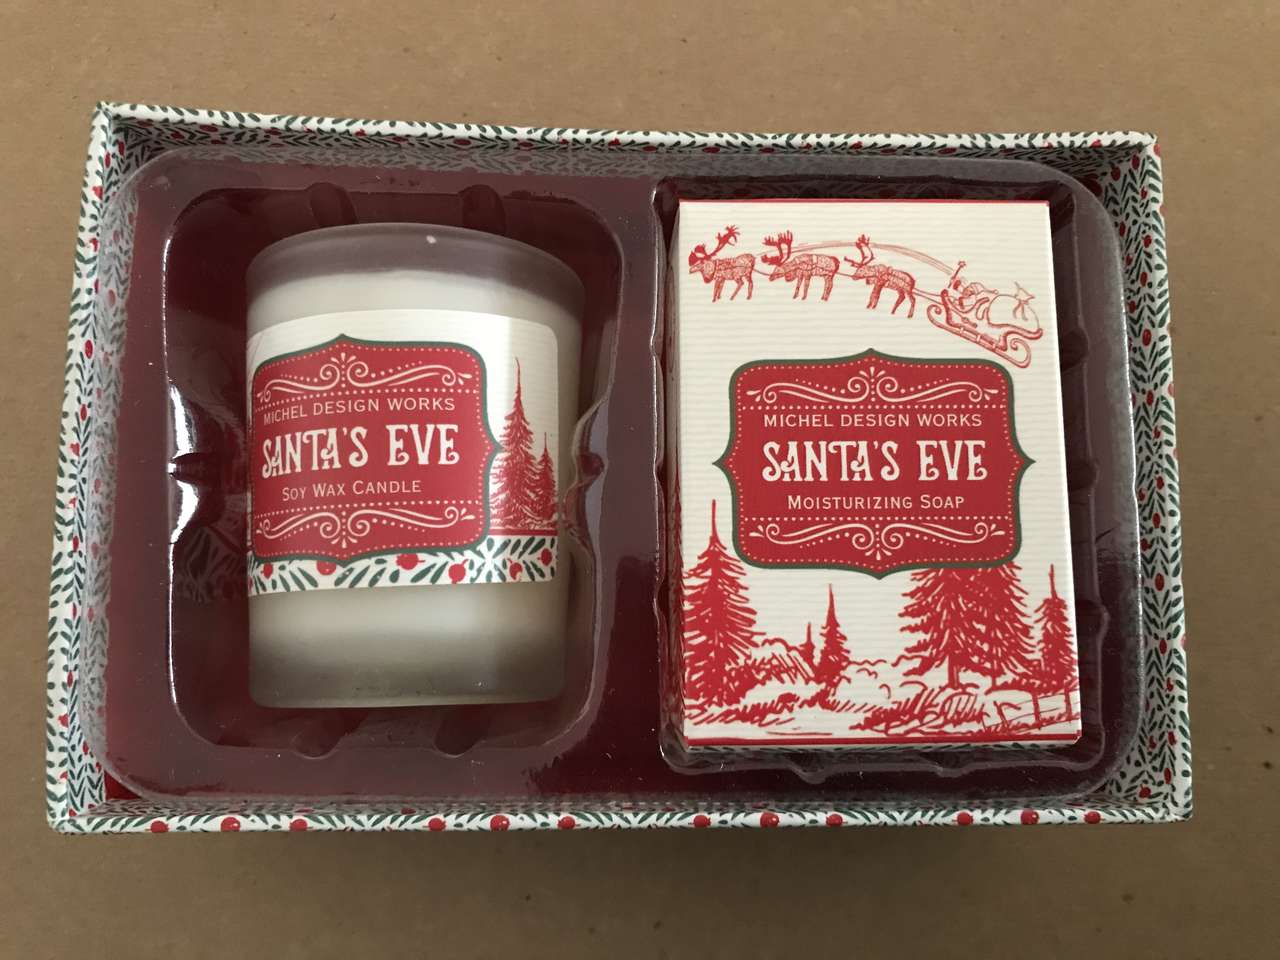 MICHEL DESIGN WORKS
SANTA'S EVE
SOY WAX CANDLE
MICHEL DESIGN WORKS
SANTA'S EVE
MOISTURIZING SOAP